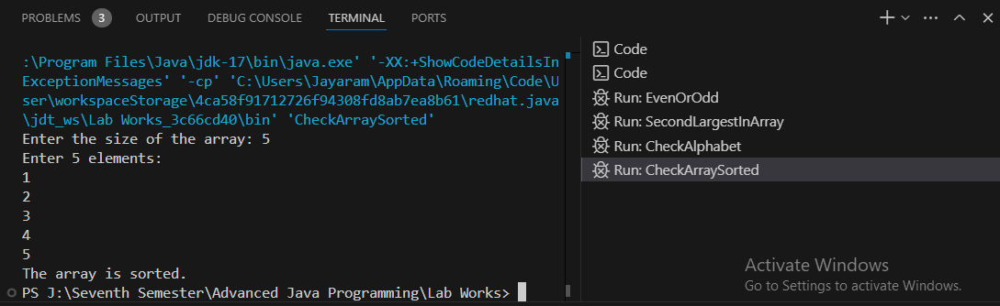 PROBLEMS 3 OUTPUT DEBUG CONSOLE TERMINAL PORTS
:\Program Files\Java\jdk-17\bin\java.exe' '-XX:+ShowCodeDetailsIn
ExceptionMessages' '-cp' 'C:\Users\Jayaram\AppData\Roaming\Code\U
ser\workspaceStorage\4ca58f91712726f94308fd8ab7ea8b61\redhat.java
\jdt_ws\Lab Works_3c66cd40\bin' 'CheckArraySorted'
Enter the size of the array: 5
Enter 5 elements:
1
2
3
4
5
The array is sorted.
PS J:\Seventh Semester\Advanced Java Programming\Lab Works>
Code
Code
Run: EvenOrOdd
Run: SecondLargestInArray
Run: CheckAlphabet
Run: CheckArraySorted
Activate Windows
Go to Settings to activate Windows.